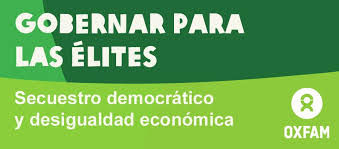 GOBERNAR PARA
LAS ÉLITES
Secuestro democrático
y desigualdad económica
OXFAM